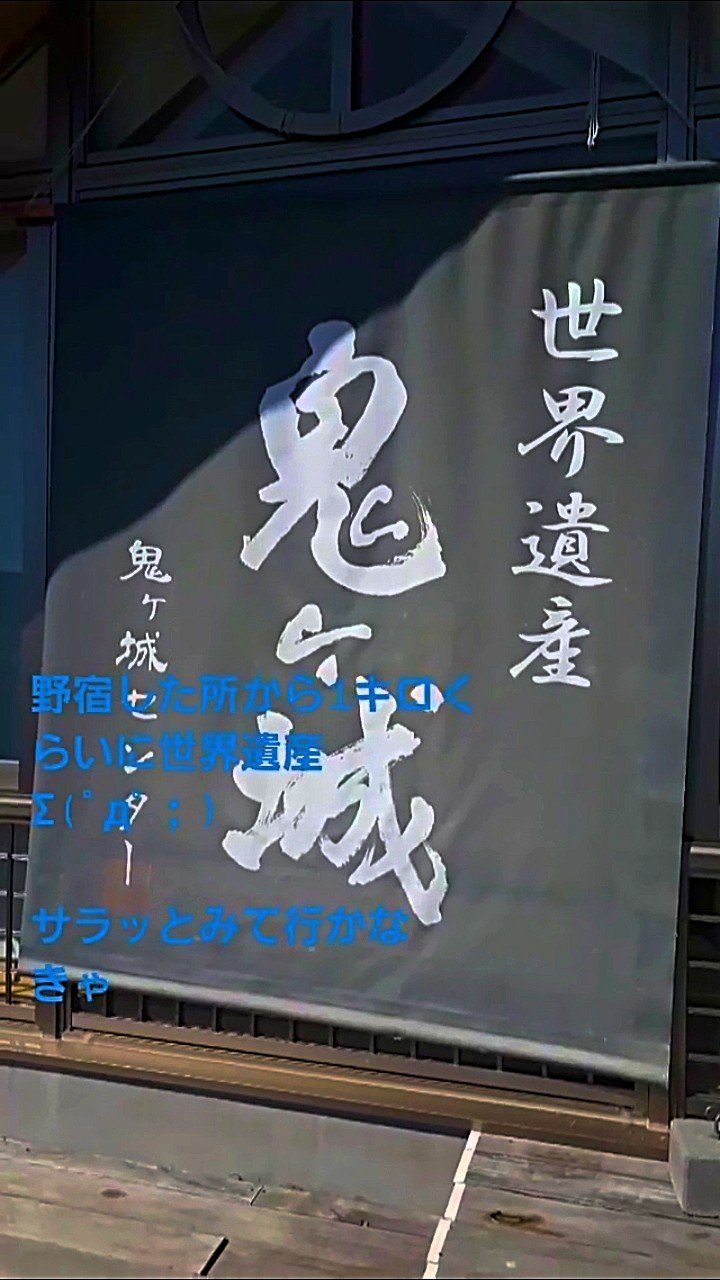 世界遺産
鬼ヶ城
鬼ヶ城センター
野宿した所から1キロく
らいに世界遺産
Σ(ﾟДﾟ；)
サラッとみて行かな
きゃ